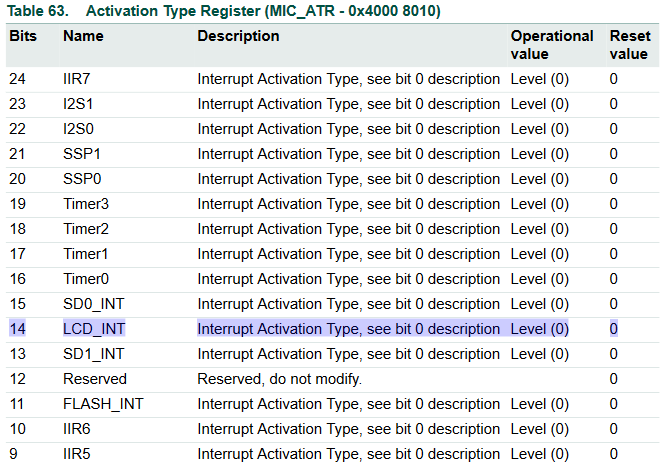 Table 63. Activation Type Register (MIC_ATR - 0x4000 8010)
Bits Name Description Operational value Reset value
24 IIR7 Interrupt Activation Type, see bit 0 description Level (0) 0
23 I2S1 Interrupt Activation Type, see bit 0 description Level (0) 0
22 I2S0 Interrupt Activation Type, see bit 0 description Level (0) 0
21 SSP1 Interrupt Activation Type, see bit 0 description Level (0) 0
20 SSP0 Interrupt Activation Type, see bit 0 description Level (0) 0
19 Timer3 Interrupt Activation Type, see bit 0 description Level (0) 0
18 Timer2 Interrupt Activation Type, see bit 0 description Level (0) 0
17 Timer1 Interrupt Activation Type, see bit 0 description Level (0) 0
16 Timer0 Interrupt Activation Type, see bit 0 description Level (0) 0
15 SD0_INT Interrupt Activation Type, see bit 0 description Level (0) 0
14 LCD_INT Interrupt Activation Type, see bit 0 description Level (0) 0
13 SD1_INT Interrupt Activation Type, see bit 0 description Level (0) 0
12 Reserved Reserved, do not modify. 0
11 FLASH_INT Interrupt Activation Type, see bit 0 description Level (0) 0
10 IIR6 Interrupt Activation Type, see bit 0 description Level (0) 0
9 IIR5 Interrupt Activation Type, see bit 0 description Level (0) 0